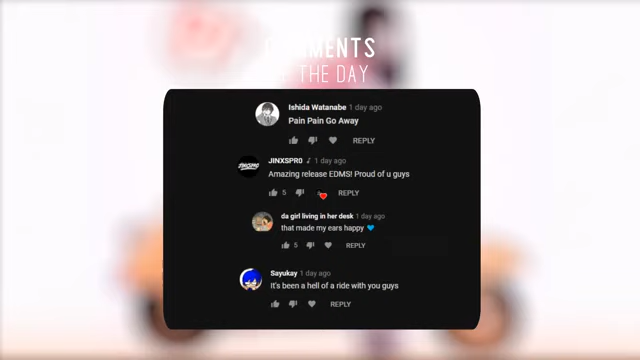 COMMENTS
THE DAY
Ishida Watanabe 1 day ago
Pain Pain Go Away
REPLY
JINXSPR0 ♪ 1 day ago
Amazing release EDMS! Proud of u guys
5 REPLY
da girl living in her desk 1 day ago
that made my ears happy 💙
5 REPLY
Sayukay 1 day ago
It's been a hell of a ride with you guys
REPLY